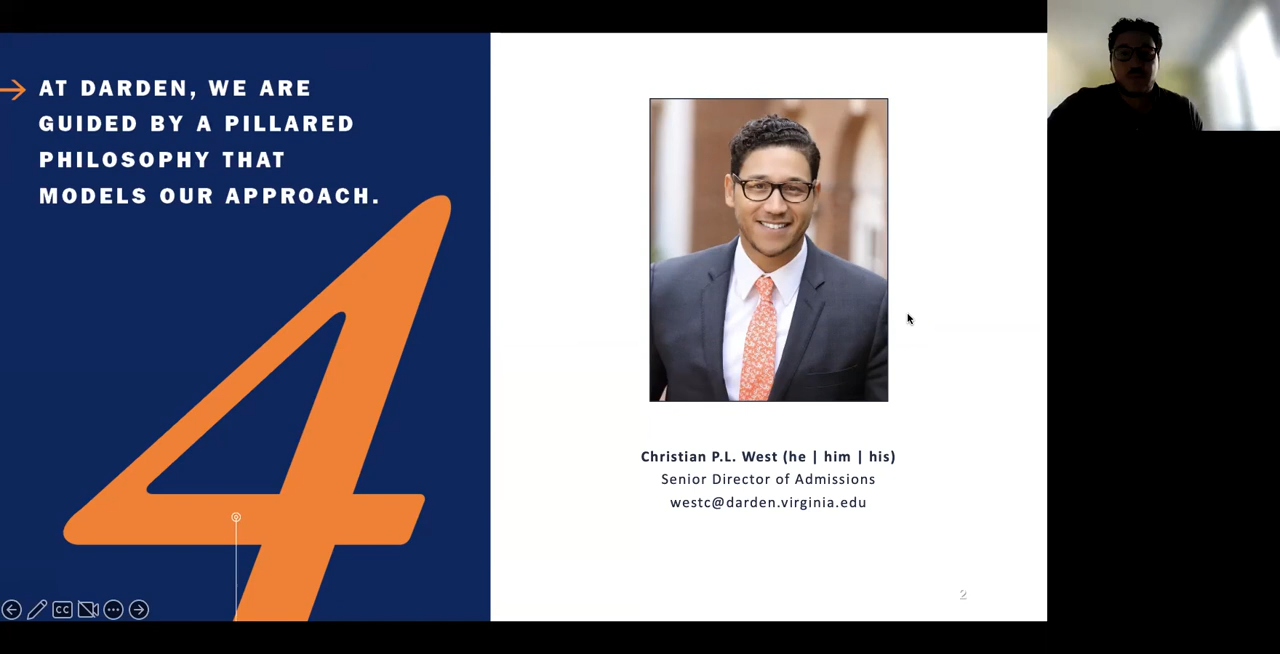 AT DARDEN, WE ARE
GUIDED BY A PILLARED
PHILOSOPHY THAT
MODELS OUR APPROACH.
4
Christian P.L. West (he | him | his)
Senior Director of Admissions
westc@darden.virginia.edu
2
CC